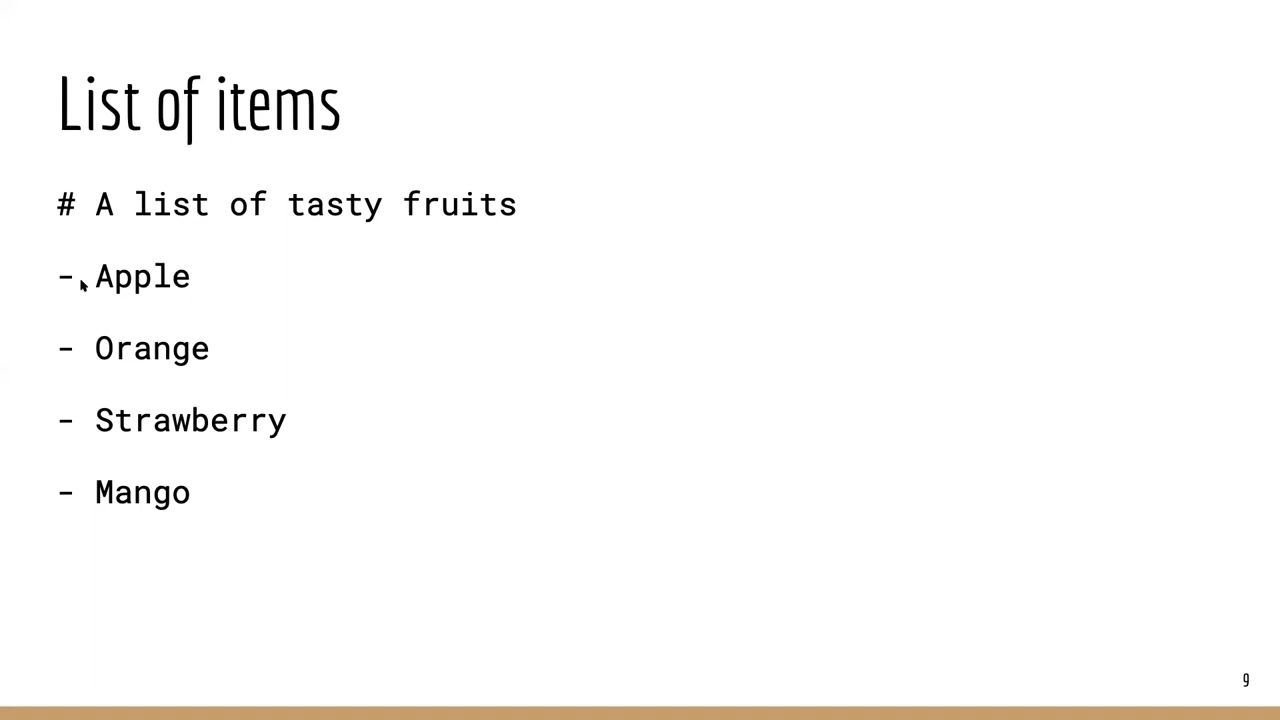 List of items
# A list of tasty fruits
- Apple
- Orange
- Strawberry
- Mango
9